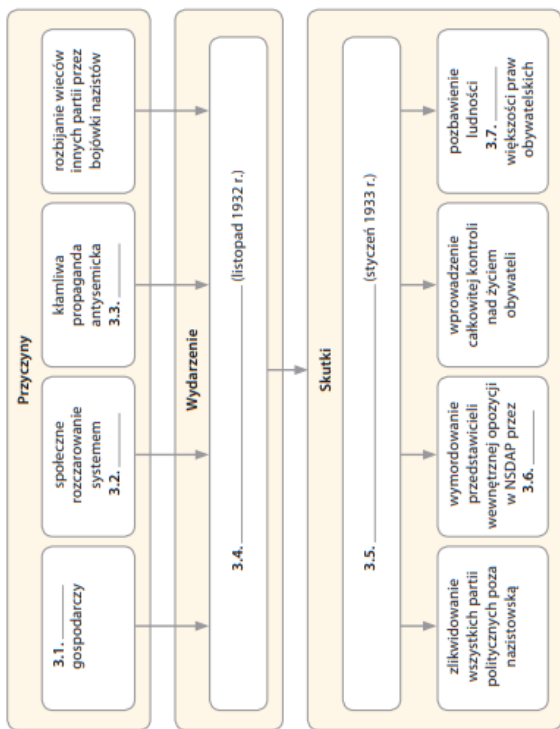 Przyczyny
3.1. ______
gospodarczy
społeczne
rozczarowanie
systemem
3.2. ______
kłamliwa
propaganda
antysemicka
3.3. ______
rozbijanie wieców
innych partii przez
bojówki nazistów
Wydarzenie
3.4. ______ (listopad 1932 r.)
Skutki
3.5. ______ (styczeń 1933 r.)
zlikwidowanie
wszystkich partii
politycznych poza
nazistowską
wymordowanie
przedstawicieli
wewnętrznej opozycji
w NSDAP przez
3.6. ______
wprowadzenie
całkowitej kontroli
nad życiem
obywateli
pozbawienie
ludności
3.7. ______
większości praw
obywatelskich